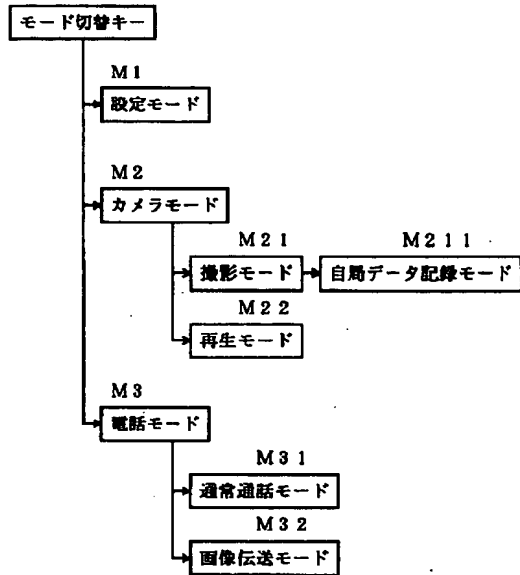 モード切替キー
M1
設定モード
M2
カメラモード
M21 M211
撮影モード 自局データ記録モード
M22
再生モード
M3
電話モード
M31
通常通話モード
M32
画像伝送モード